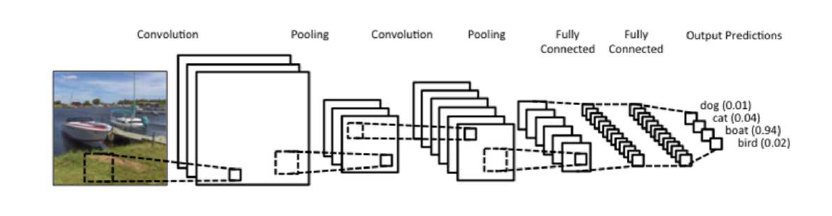 Convolution
Pooling
Convolution
Pooling
Fully
Connected
Fully
Connected
Output Predictions
dog (0.01)
cat (0.04)
boat (0.94)
bird (0.02)